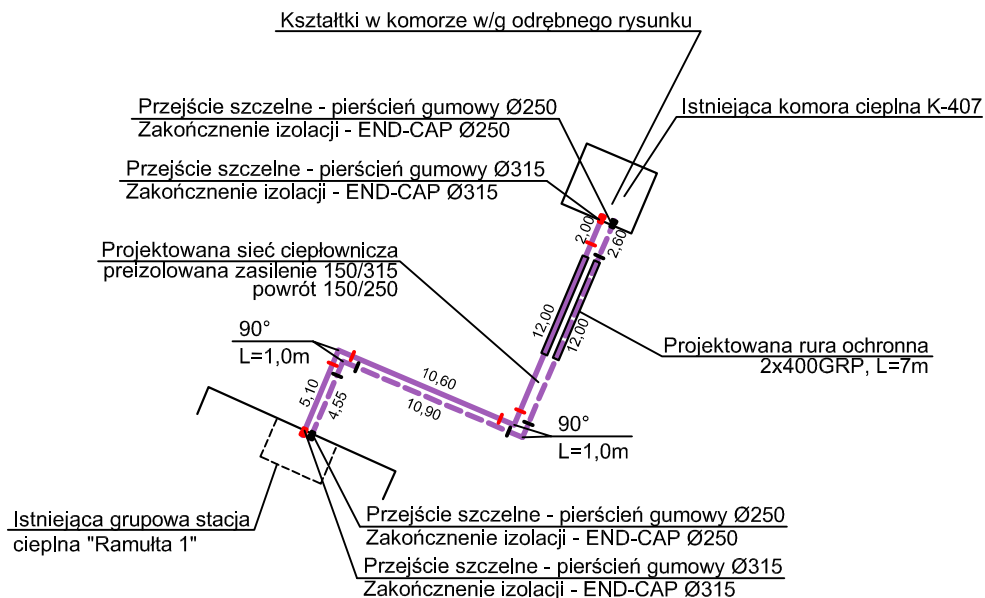 Kształtki w komorze w/g odrębnego rysunku
Przejście szczelne - pierścień gumowy Ø250
Zakończnenie izolacji - END-CAP Ø250
Istniejąca komora cieplna K-407
Przejście szczelne - pierścień gumowy Ø315
Zakończnenie izolacji - END-CAP Ø315
2,00
2,60
Projektowana sieć ciepłownicza
preizolowana zasilenie 150/315
powrót 150/250
12,00
12,00
90°
L=1,0m
Projektowana rura ochronna
2x400GRP, L=7m
10,60
10,90
5,10
4,55
90°
L=1,0m
Istniejąca grupowa stacja
cieplna "Ramułta 1"
Przejście szczelne - pierścień gumowy Ø250
Zakończnenie izolacji - END-CAP Ø250
Przejście szczelne - pierścień gumowy Ø315
Zakończnenie izolacji - END-CAP Ø315